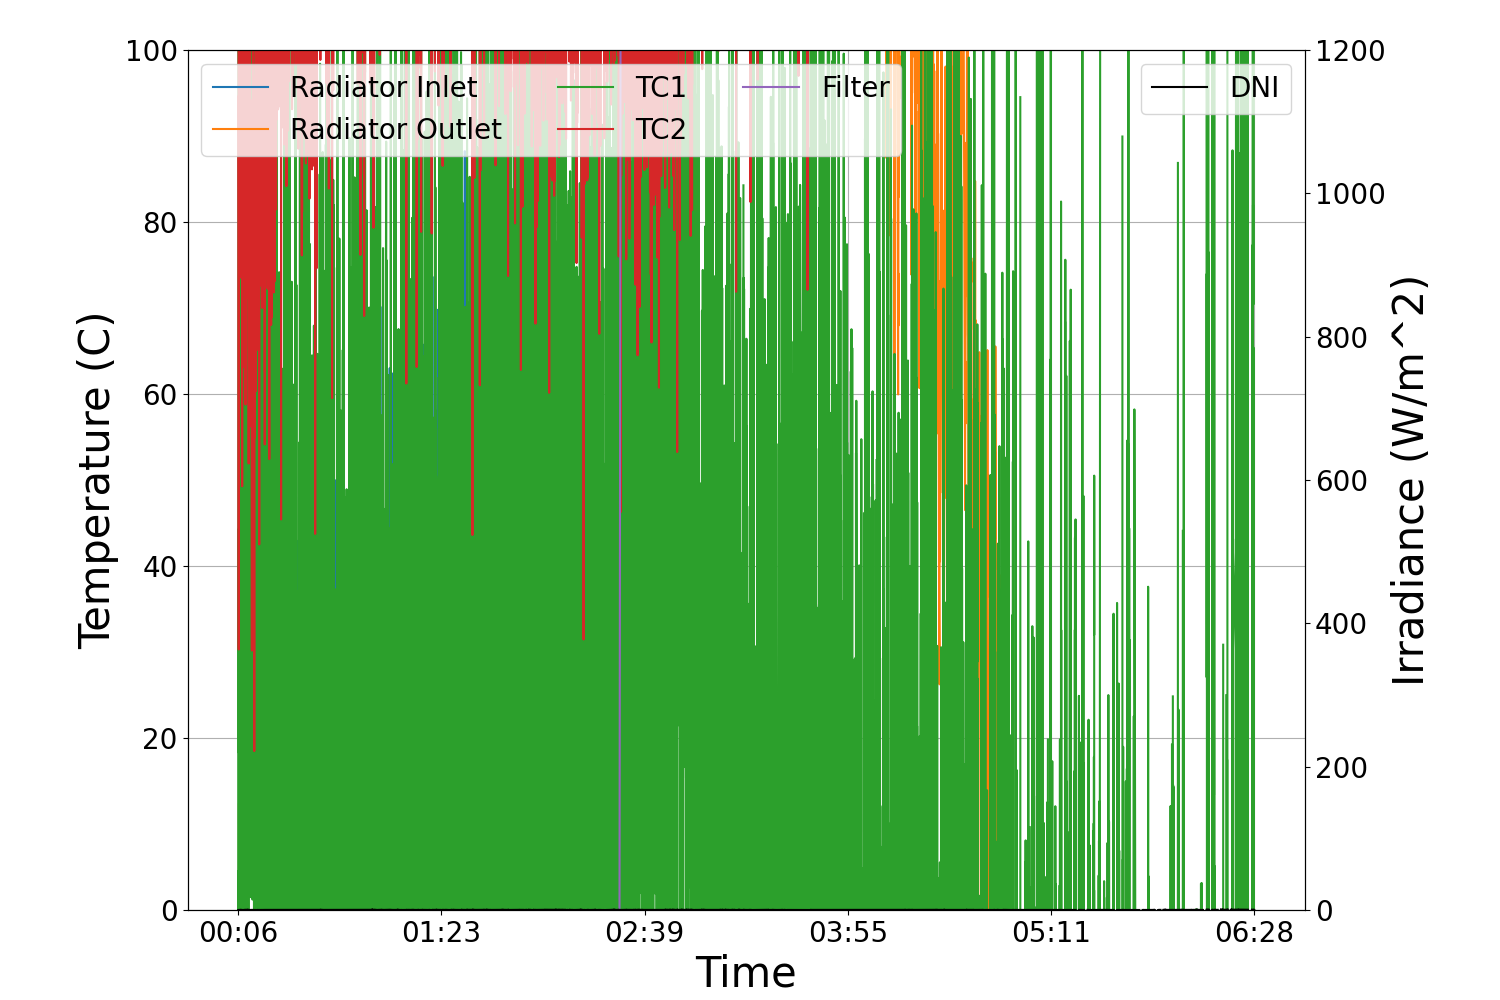 Radiator Inlet
Radiator Outlet
TC1
TC2
Filter
DNI
Temperature (C)
100
80
60
40
20
0
Irradiance (W/m^2)
1200
1000
800
600
400
200
0
00:06 01:23 02:39 03:55 05:11 06:28
Time